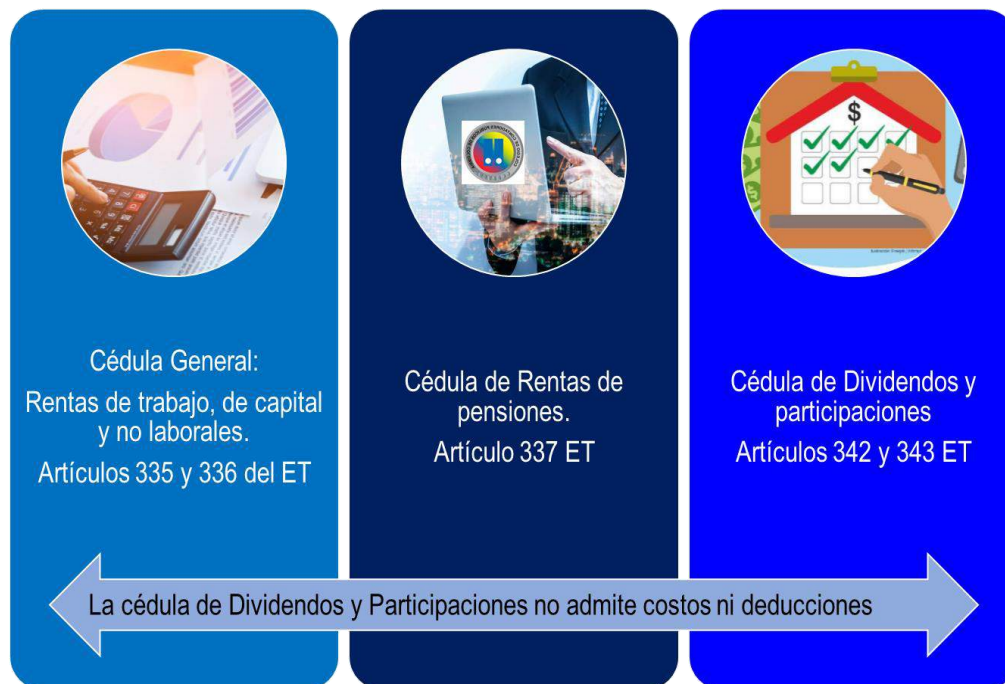 $
Cédula General:
Rentas de trabajo, de capital
y no laborales.
Artículos 335 y 336 del ET
Cédula de Rentas de
pensiones.
Artículo 337 ET
Cédula de Dividendos y
participaciones
Artículos 342 y 343 ET
La cédula de Dividendos y Participaciones no admite costos ni deducciones